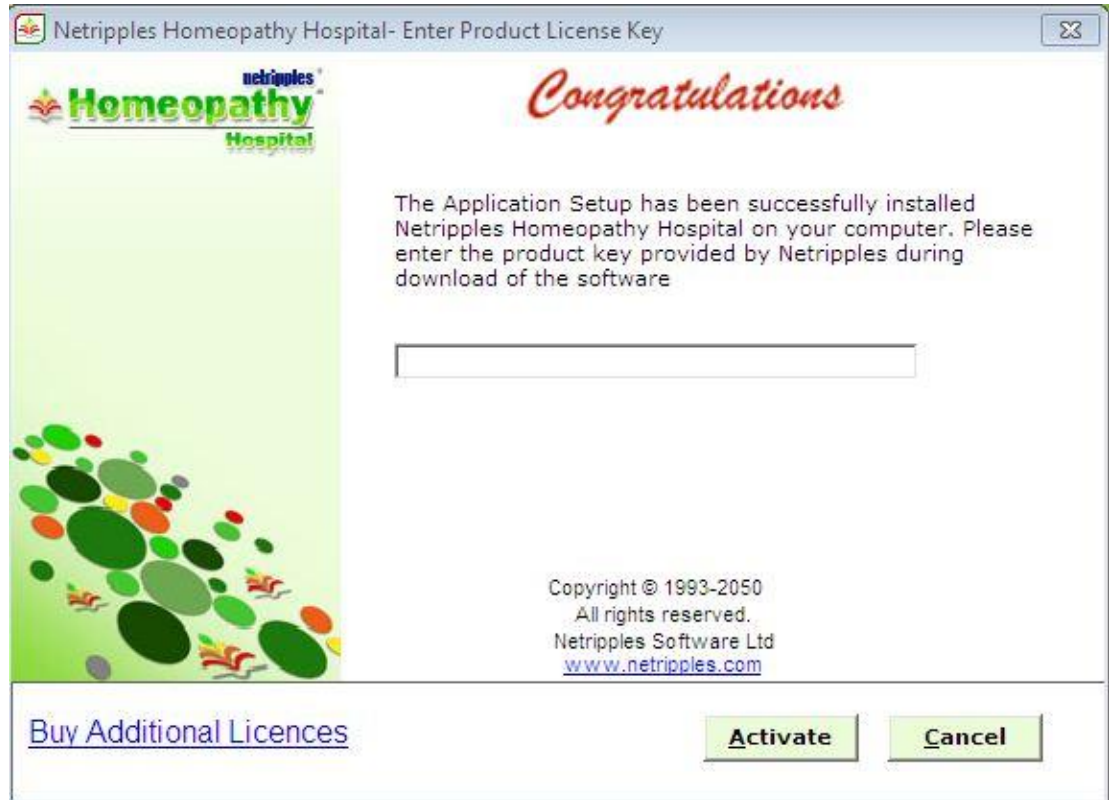 Netripples Homeopathy Hospital- Enter Product License Key
netripples
Homeopathy
Hospital
Congratulations
The Application Setup has been successfully installed
Netripples Homeopathy Hospital on your computer. Please
enter the product key provided by Netripples during
download of the software
Copyright © 1993-2050
All rights reserved.
Netripples Software Ltd
www.netripples.com
Buy Additional Licences
Activate
Cancel